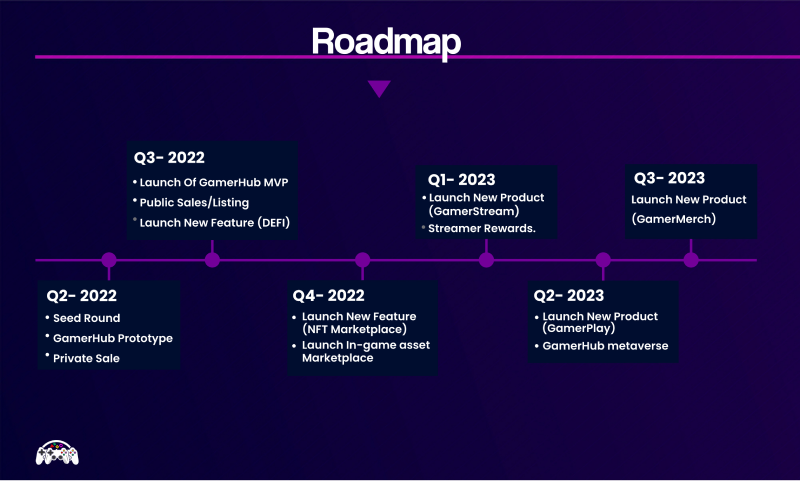 Roadmap
Q3- 2022
• Launch Of GamerHub MVP
• Public Sales/Listing
• Launch New Feature (DEFI)
Q1- 2023
• Launch New Product
(GamerStream)
• Streamer Rewards.
Q3- 2023
Launch New Product
(GamerMerch)
Q2- 2022
• Seed Round
• GamerHub Prototype
• Private Sale
Q4- 2022
• Launch New Feature
(NFT Marketplace)
• Launch In-game asset
Marketplace
Q2- 2023
• Launch New Product
(GamerPlay)
• GamerHub metaverse